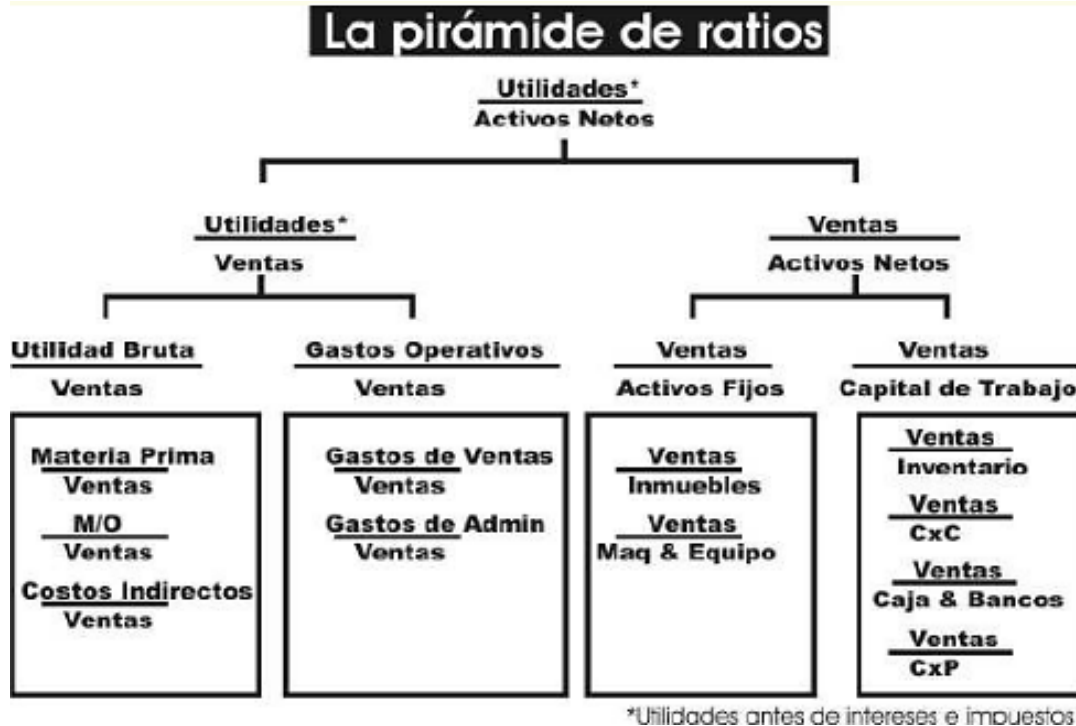 La pirámide de ratios
Utilidades*
Activos Netos
Utilidades*
Ventas
Ventas
Activos Netos
Utilidad Bruta
Ventas
Gastos Operativos
Ventas
Ventas
Activos Fijos
Ventas
Capital de Trabajo
Materia Prima
Ventas
M/O
Ventas
Costos Indirectos
Ventas
Gastos de Ventas
Ventas
Gastos de Admin
Ventas
Ventas
Inmuebles
Ventas
Maq & Equipo
Ventas
Inventario
Ventas
CxC
Ventas
Caja & Bancos
Ventas
CxP
*Utilidades antes de intereses e impuestos